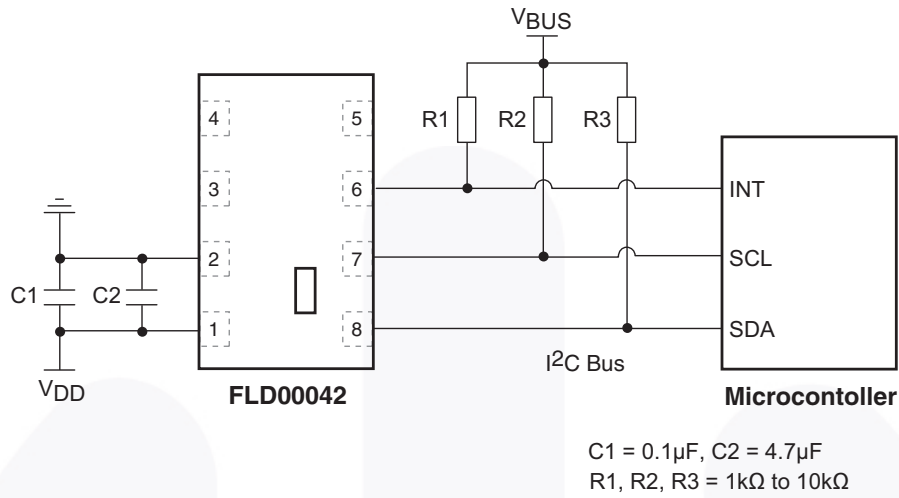 VBUS
4
5
R1
R2
R3
3
6
INT
2
7
SCL
C1
C2
1
8
SDA
VDD
I2C Bus
FLD00042
Microcontoller
C1 = 0.1µF, C2 = 4.7µF
R1, R2, R3 = 1kΩ to 10kΩ